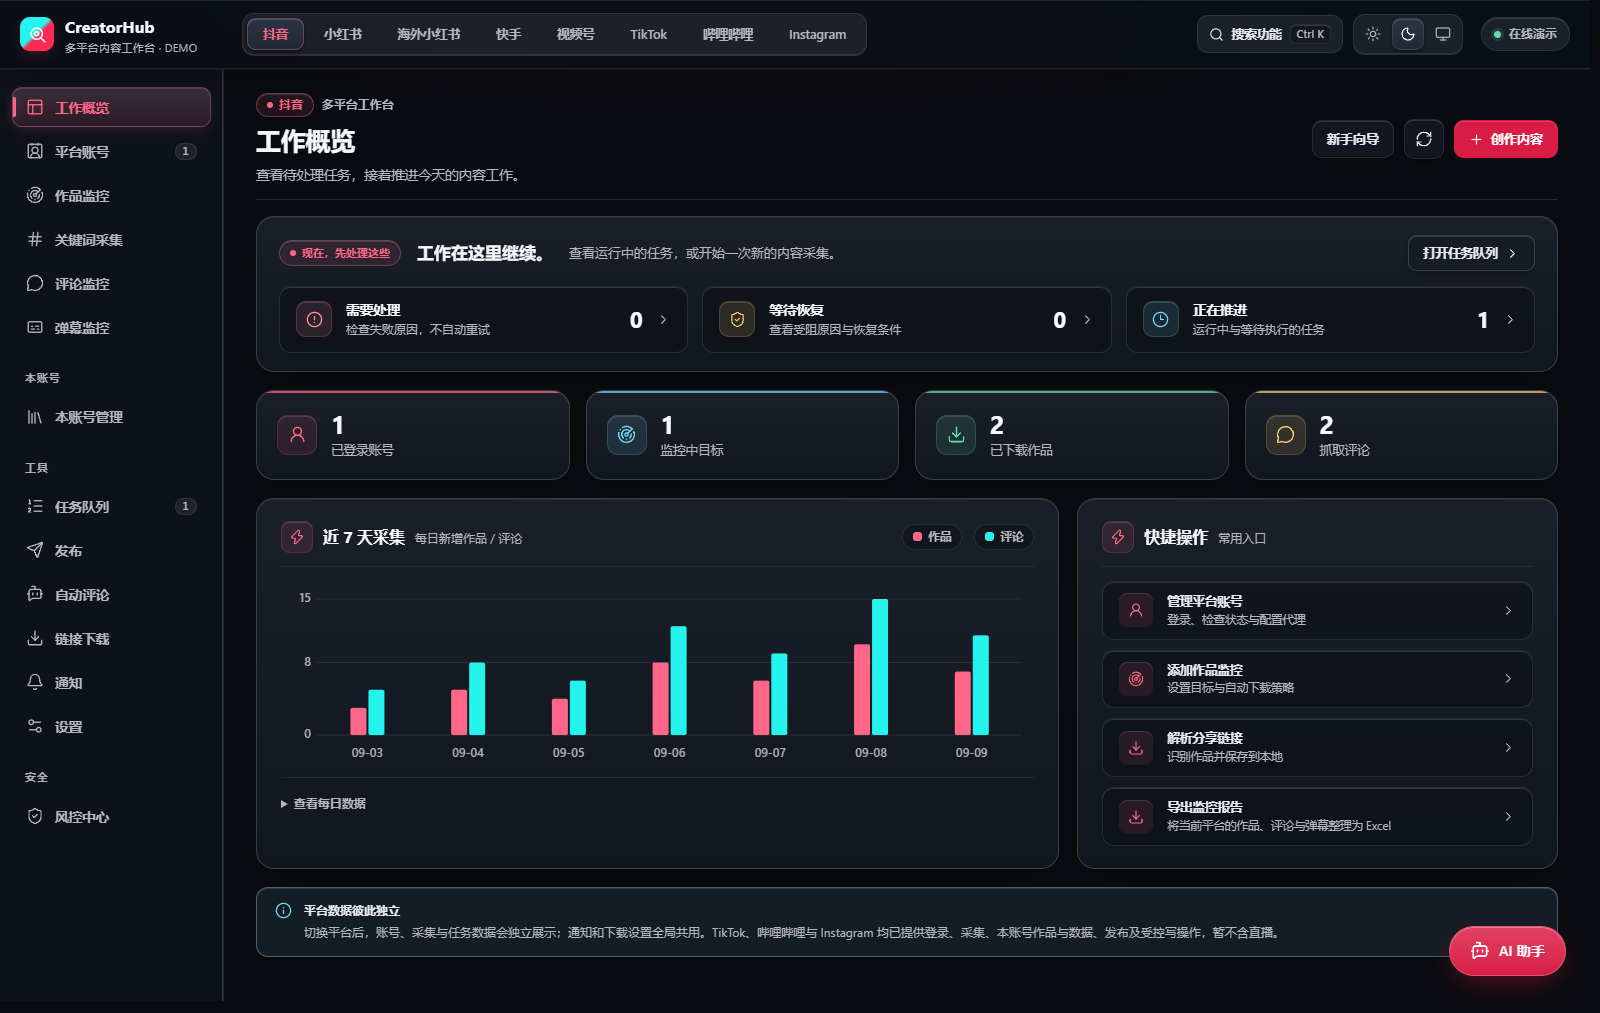 CreatorHub
多平台内容工作台 · DEMO
抖音
小红书
海外小红书
快手
视频号
TikTok
哔哩哔哩
Instagram
搜索功能
Ctrl K
在线演示
工作概览
平台账号
1
作品监控
关键词采集
评论监控
弹幕监控
本账号
本账号管理
工具
任务队列
1
发布
自动评论
链接下载
通知
设置
安全
风控中心
抖音
多平台工作台
工作概览
查看待处理任务，接着推进今天的内容工作。
新手向导
创作内容
现在，先处理这些
工作在这里继续。
查看运行中的任务，或开始一次新的内容采集。
打开任务队列
需要处理
检查失败原因，不自动重试
0
等待恢复
查看受阻原因与恢复条件
0
正在推进
运行中与等待执行的任务
1
1
已登录账号
1
监控中目标
2
已下载作品
2
抓取评论
近 7 天采集
每日新增作品 / 评论
作品
评论
15
8
0
09-03
09-04
09-05
09-06
09-07
09-08
09-09
查看每日数据
快捷操作
常用入口
管理平台账号
登录、检查状态与配置代理
添加作品监控
设置目标与自动下载策略
解析分享链接
识别作品并保存到本地
导出监控报告
将当前平台的作品、评论与弹幕整理为 Excel
平台数据彼此独立
切换平台后，账号、采集与任务数据会独立展示；通知和下载设置全局共用。TikTok、哔哩哔哩与 Instagram 均已提供登录、采集、本账号作品与数据、发布及受控写操作，暂不含直播。
AI 助手